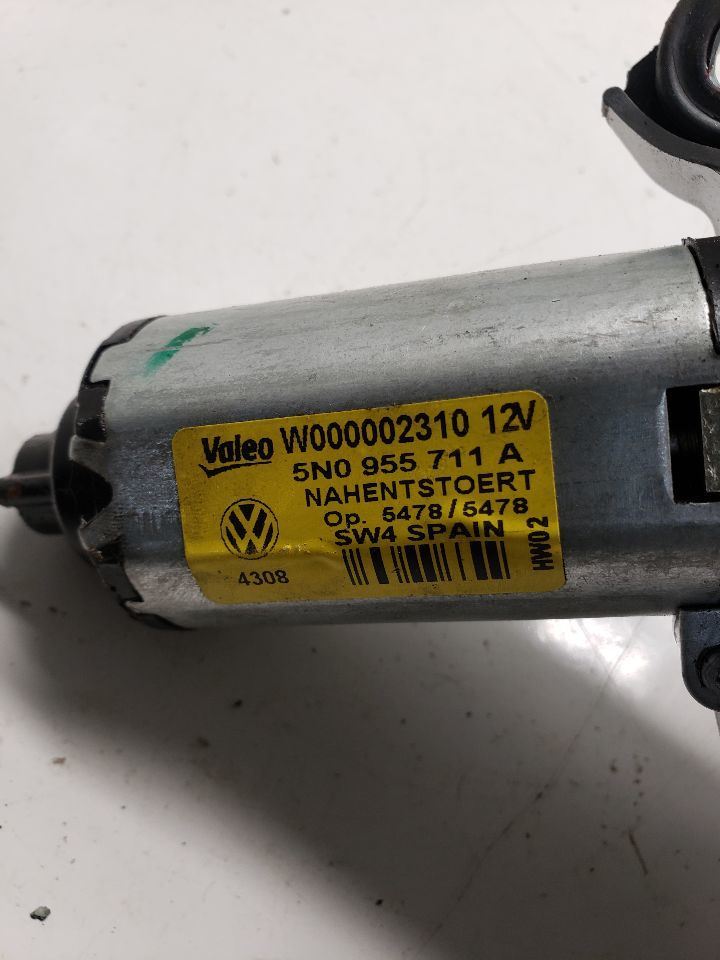 Valeo W000002310 12V
5N0 955 711 A
NAHENTSTOERT
Op. 5478/5478
SW4 SPAIN
4308
HW02